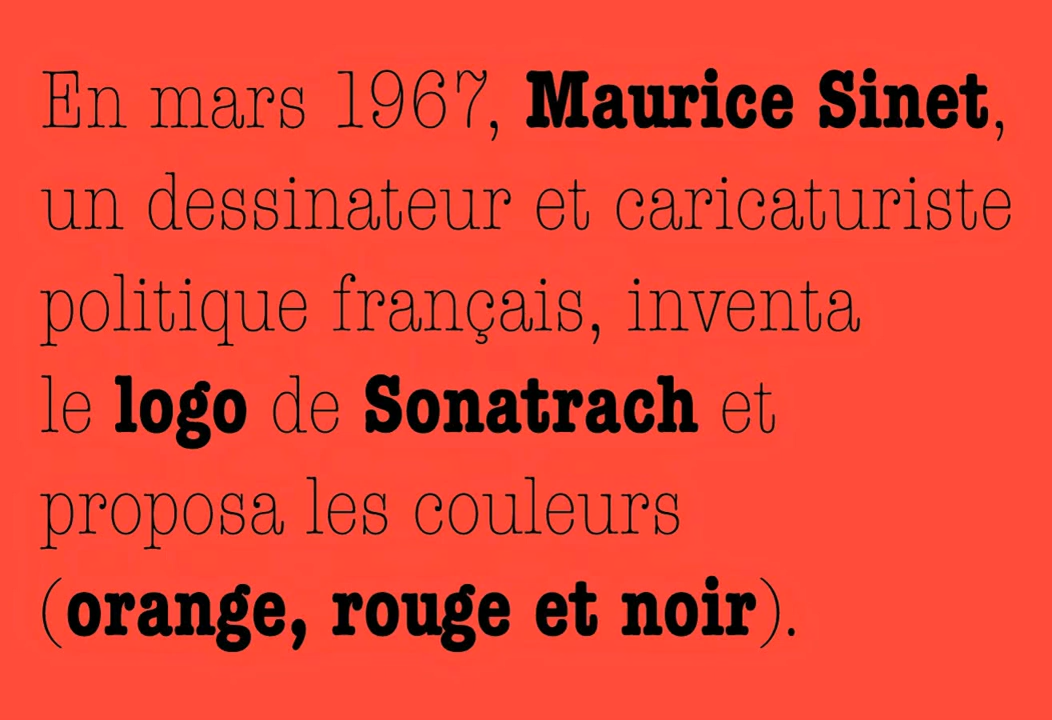 En mars 1967, Maurice Sinet,
un dessinateur et caricaturiste
politique français, inventa
le logo de Sonatrach et
proposa les couleurs
(orange, rouge et noir).